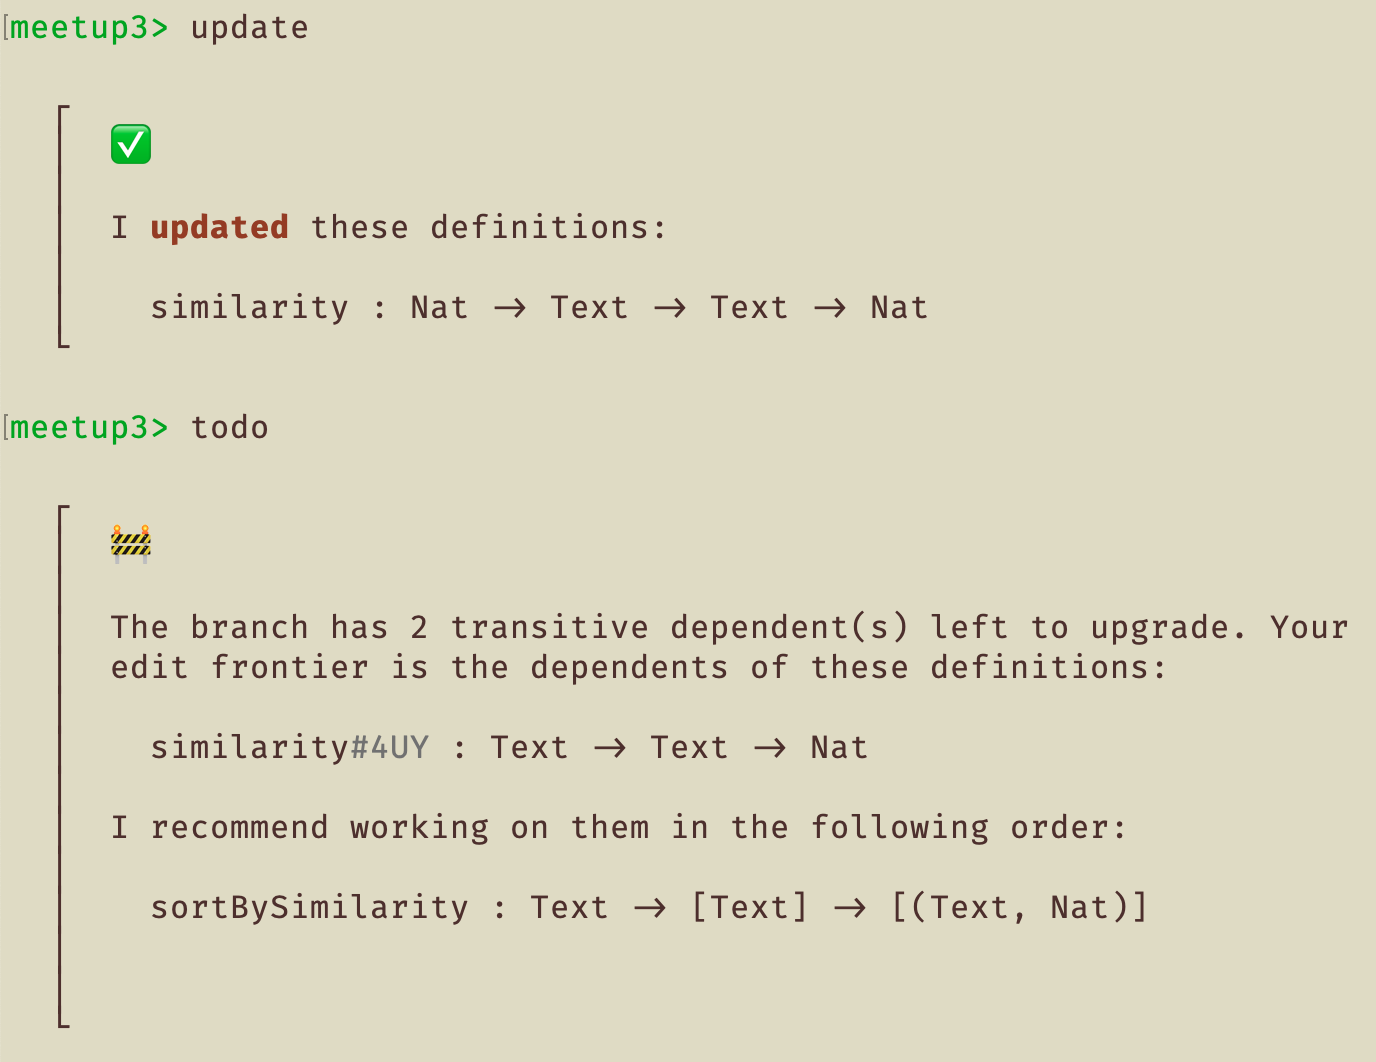 meetup3> update
✅
I updated these definitions:
similarity : Nat -> Text -> Text -> Nat
meetup3> todo
🚧
The branch has 2 transitive dependent(s) left to upgrade. Your
edit frontier is the dependents of these definitions:
similarity#4UY : Text -> Text -> Nat
I recommend working on them in the following order:
sortBySimilarity : Text -> [Text] -> [(Text, Nat)]